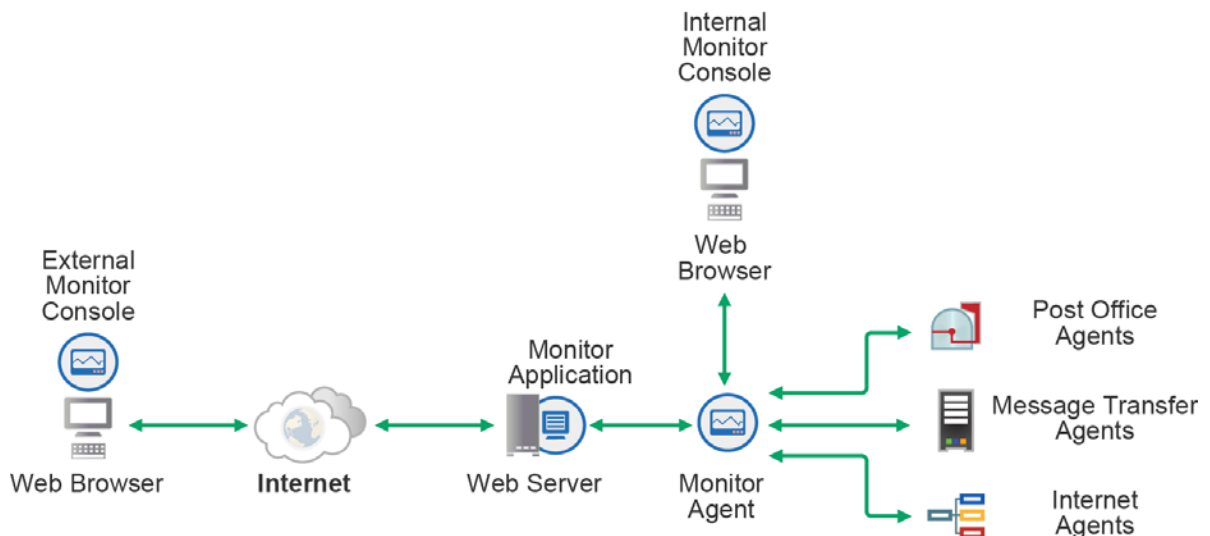 Internal
Monitor
Console
Web
Browser
External
Monitor
Console
Web Browser
Internet
Monitor
Application
Web Server
Monitor
Agent
Post Office
Agents
Message Transfer
Agents
Internet
Agents